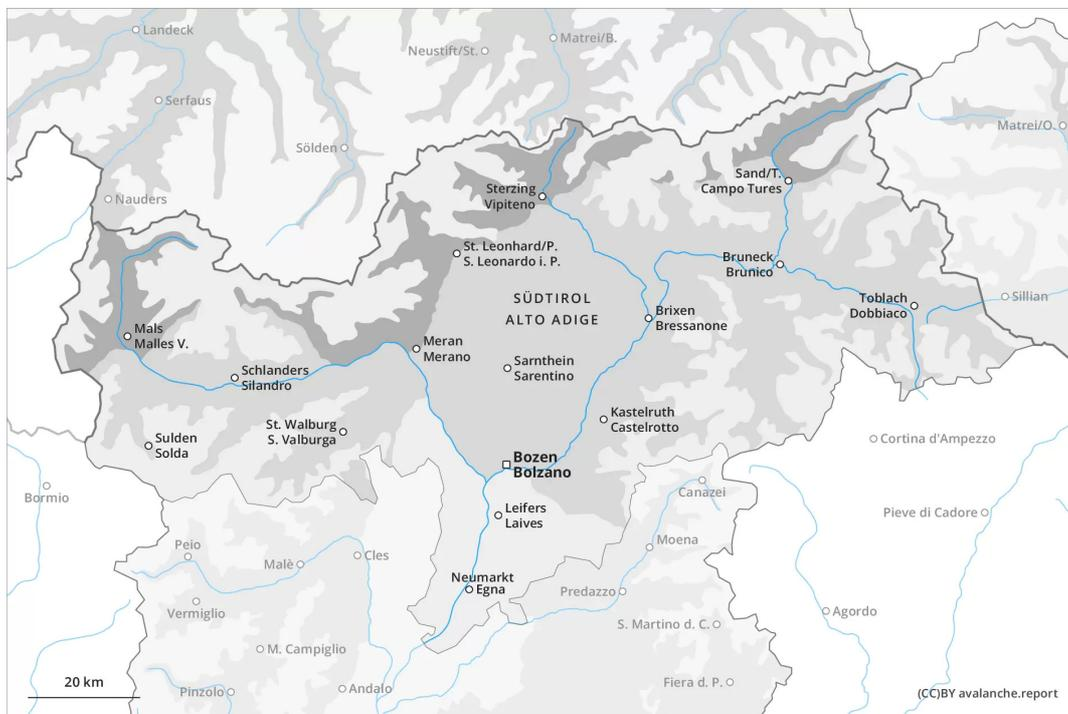 Landeck
Neustift/St.
Matrei/B.
Serfaus
Matrei/O.
Sölden
Sand/T.
Campo Tures
Sterzing
Vipiteno
Nauders
St. Leonhard/P.
S. Leonardo i. P.
Bruneck
Brunico
SÜDTIROL
ALTO ADIGE
Toblach
Dobbiaco
Sillian
Brixen
Bressanone
Mals
Malles V.
Meran
Merano
Sarnthein
Sarentino
Schlanders
Silandro
Kastelruth
Castelrotto
St. Walburg
S. Valburga
Sulden
Solda
Cortina d'Ampezzo
Bozen
Bolzano
Bormio
Canazei
Leifers
Laives
Pieve di Cadore
Peio
Malè
Cles
Moena
Neumarkt
Egna
Predazzo
Vermiglio
Agordo
S. Martino d. C.
M. Campiglio
20 km
Pinzolo
Andalo
Fiera d. P.
(CC)BY avalanche.report